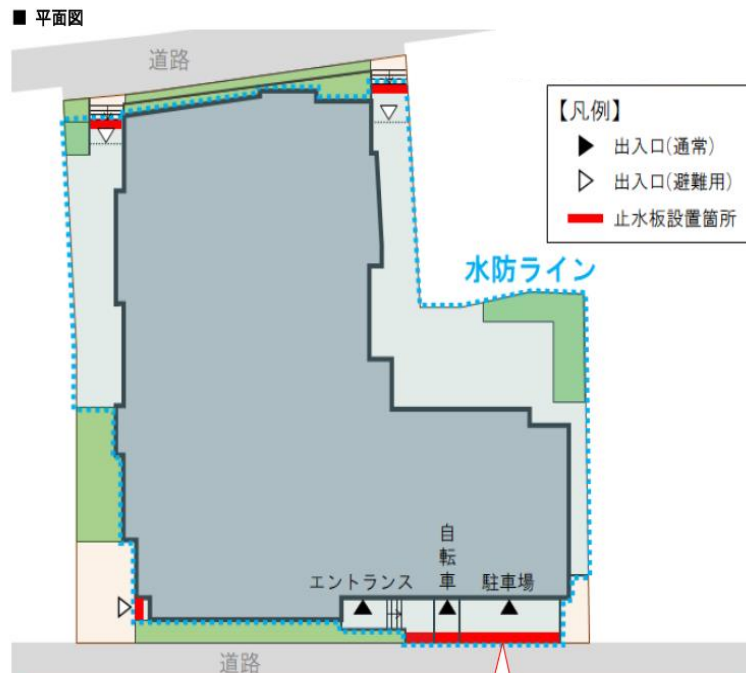 ■ 平面図
道路
【凡例】
▶ 出入口(通常)
▷ 出入口(避難用)
止水板設置箇所
水防ライン
エントランス
自転車
駐車場
道路